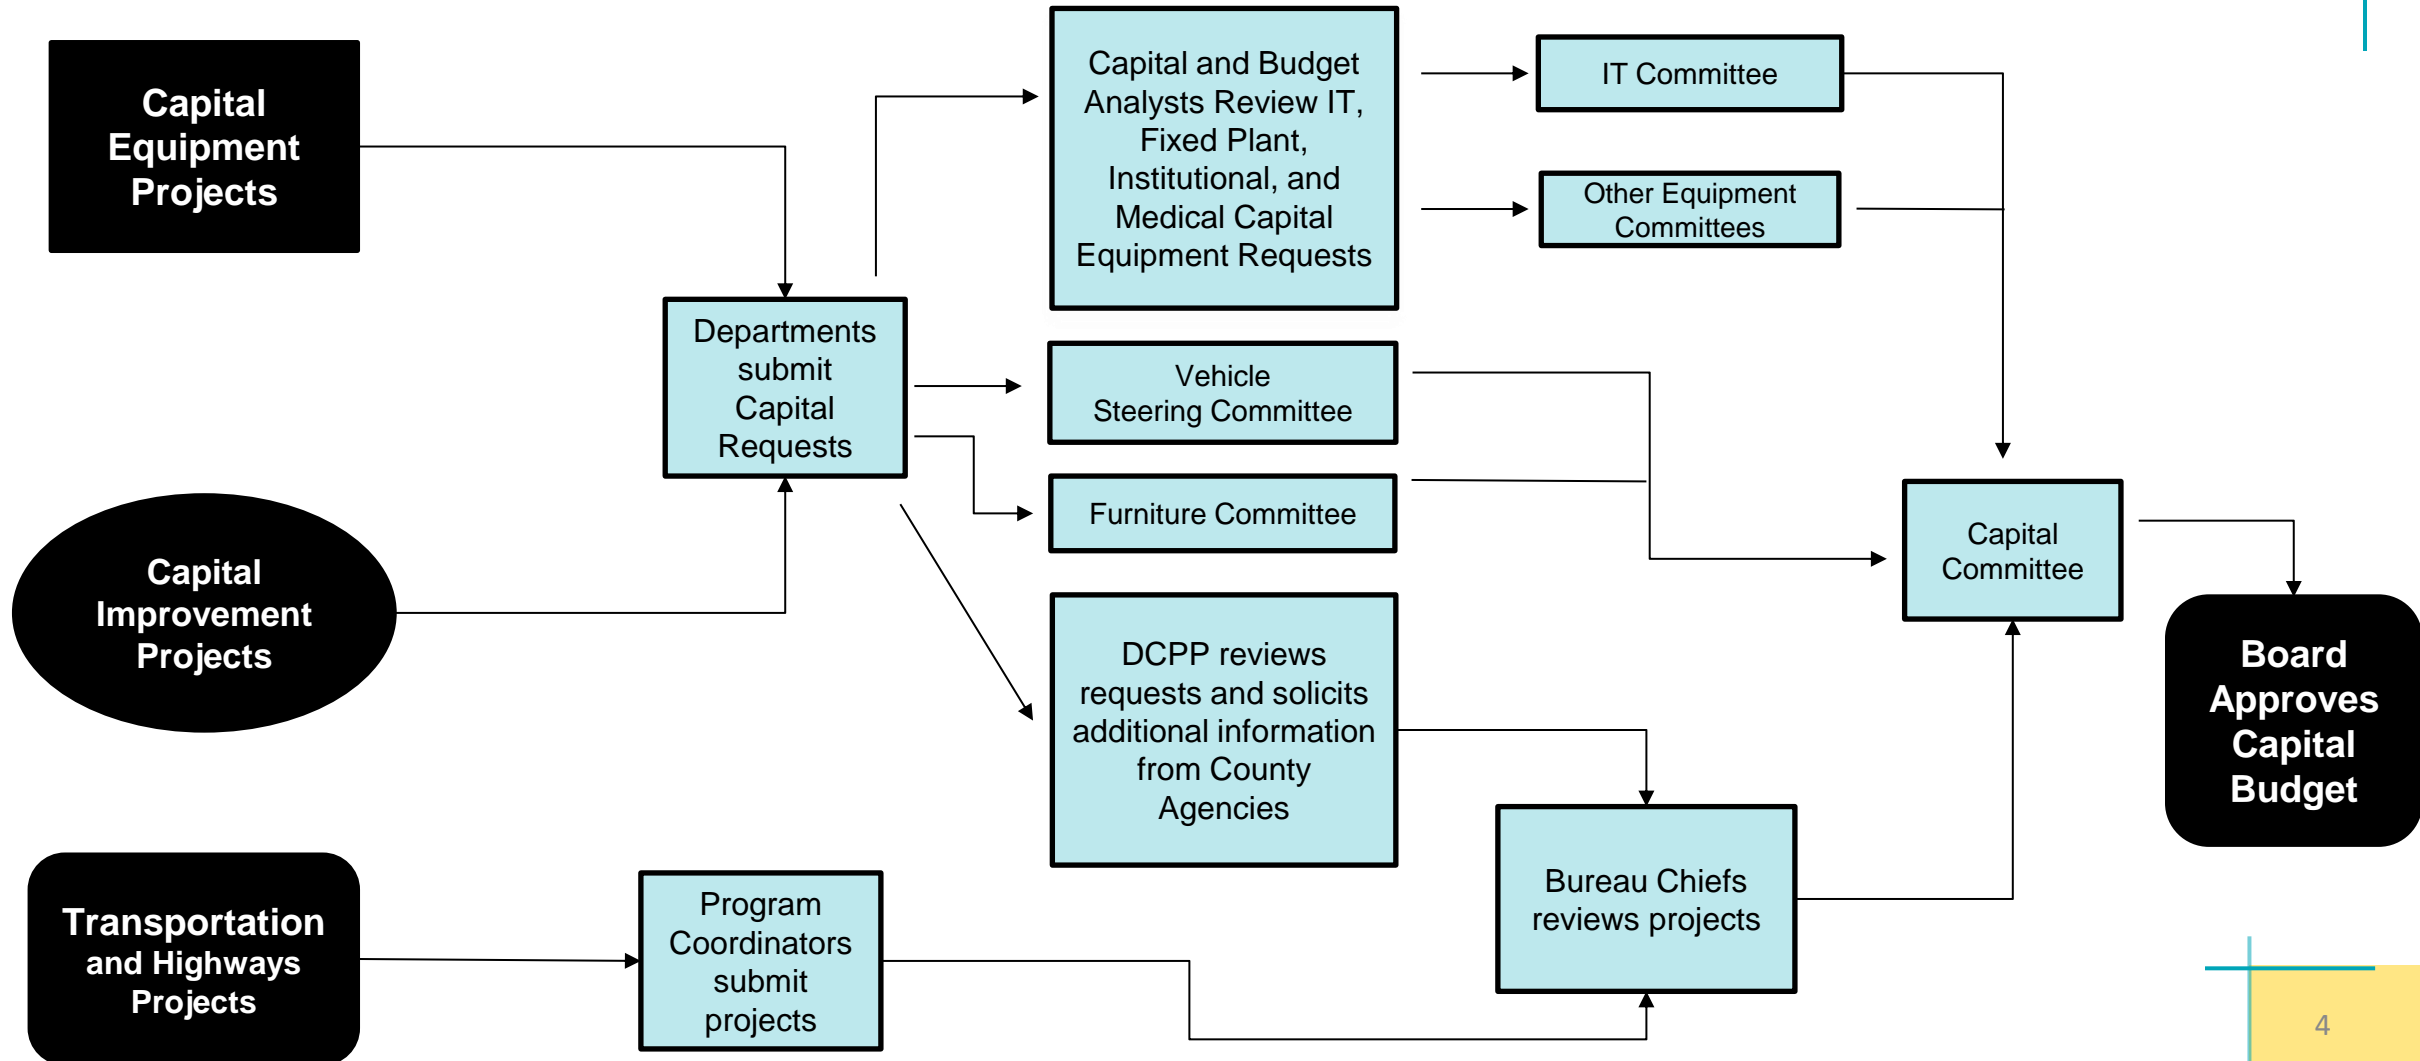 Capital
Equipment
Projects
Capital
Improvement
Projects
Transportation
and Highways
Projects
Departments
submit
Capital
Requests
Program
Coordinators
submit
projects
Capital and Budget
Analysts Review IT,
Fixed Plant,
Institutional, and
Medical Capital
Equipment Requests
Vehicle
Steering Committee
Furniture Committee
DCPP reviews
requests and solicits
additional information
from County
Agencies
IT Committee
Other Equipment
Committees
Bureau Chiefs
reviews projects
Capital
Committee
Board
Approves
Capital
Budget
4